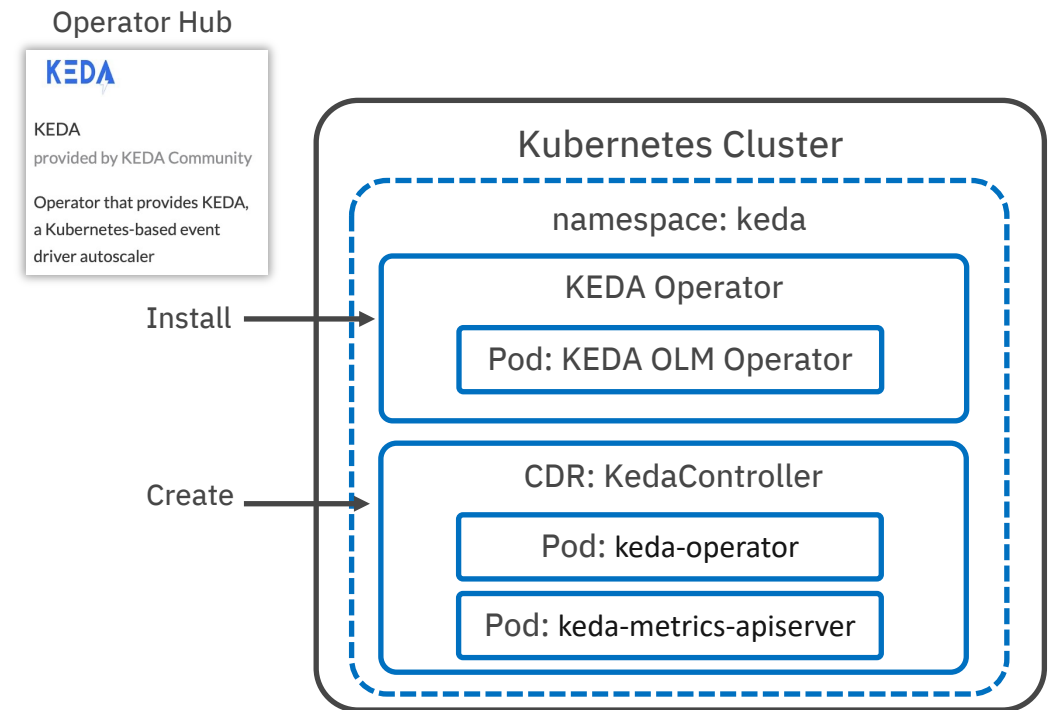 Operator Hub
KEDA
KEDA
provided by KEDA Community
Operator that provides KEDA,
a Kubernetes-based event
driver autoscaler
Kubernetes Cluster
namespace: keda
KEDA Operator
Install
Pod: KEDA OLM Operator
CDR: KedaController
Create
Pod: keda-operator
Pod: keda-metrics-apiserver